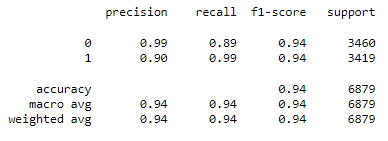 precision recall f1-score support
0 0.99 0.89 0.94 3460
1 0.90 0.99 0.94 3419
accuracy 0.94 6879
macro avg 0.94 0.94 0.94 6879
weighted avg 0.94 0.94 0.94 6879